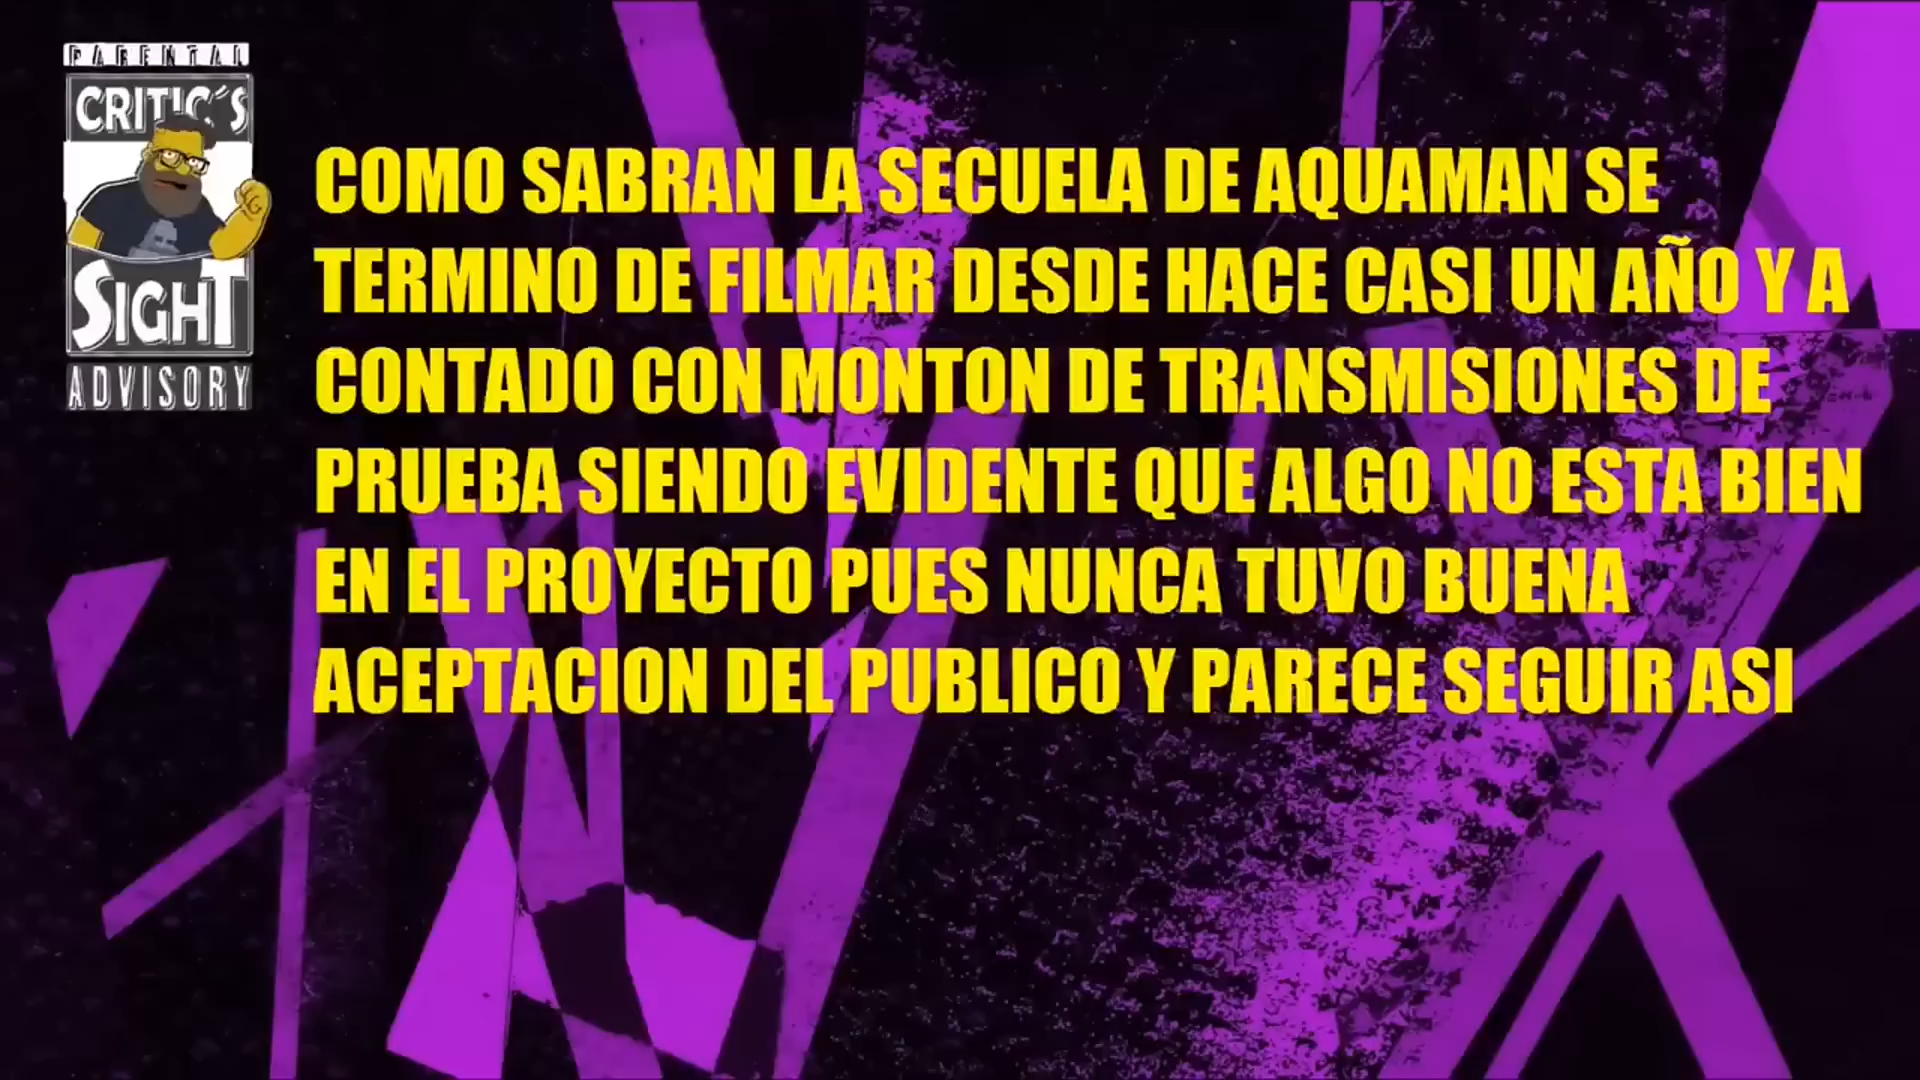 PARENTAL
CRITIC´S
SIGHT
ADVISORY
COMO SABRAN LA SECUELA DE AQUAMAN SE
TERMINO DE FILMAR DESDE HACE CASI UN AÑO Y A
CONTADO CON MONTON DE TRANSMISIONES DE
PRUEBA SIENDO EVIDENTE QUE ALGO NO ESTA BIEN
EN EL PROYECTO PUES NUNCA TUVO BUENA
ACEPTACION DEL PUBLICO Y PARECE SEGUIR ASI